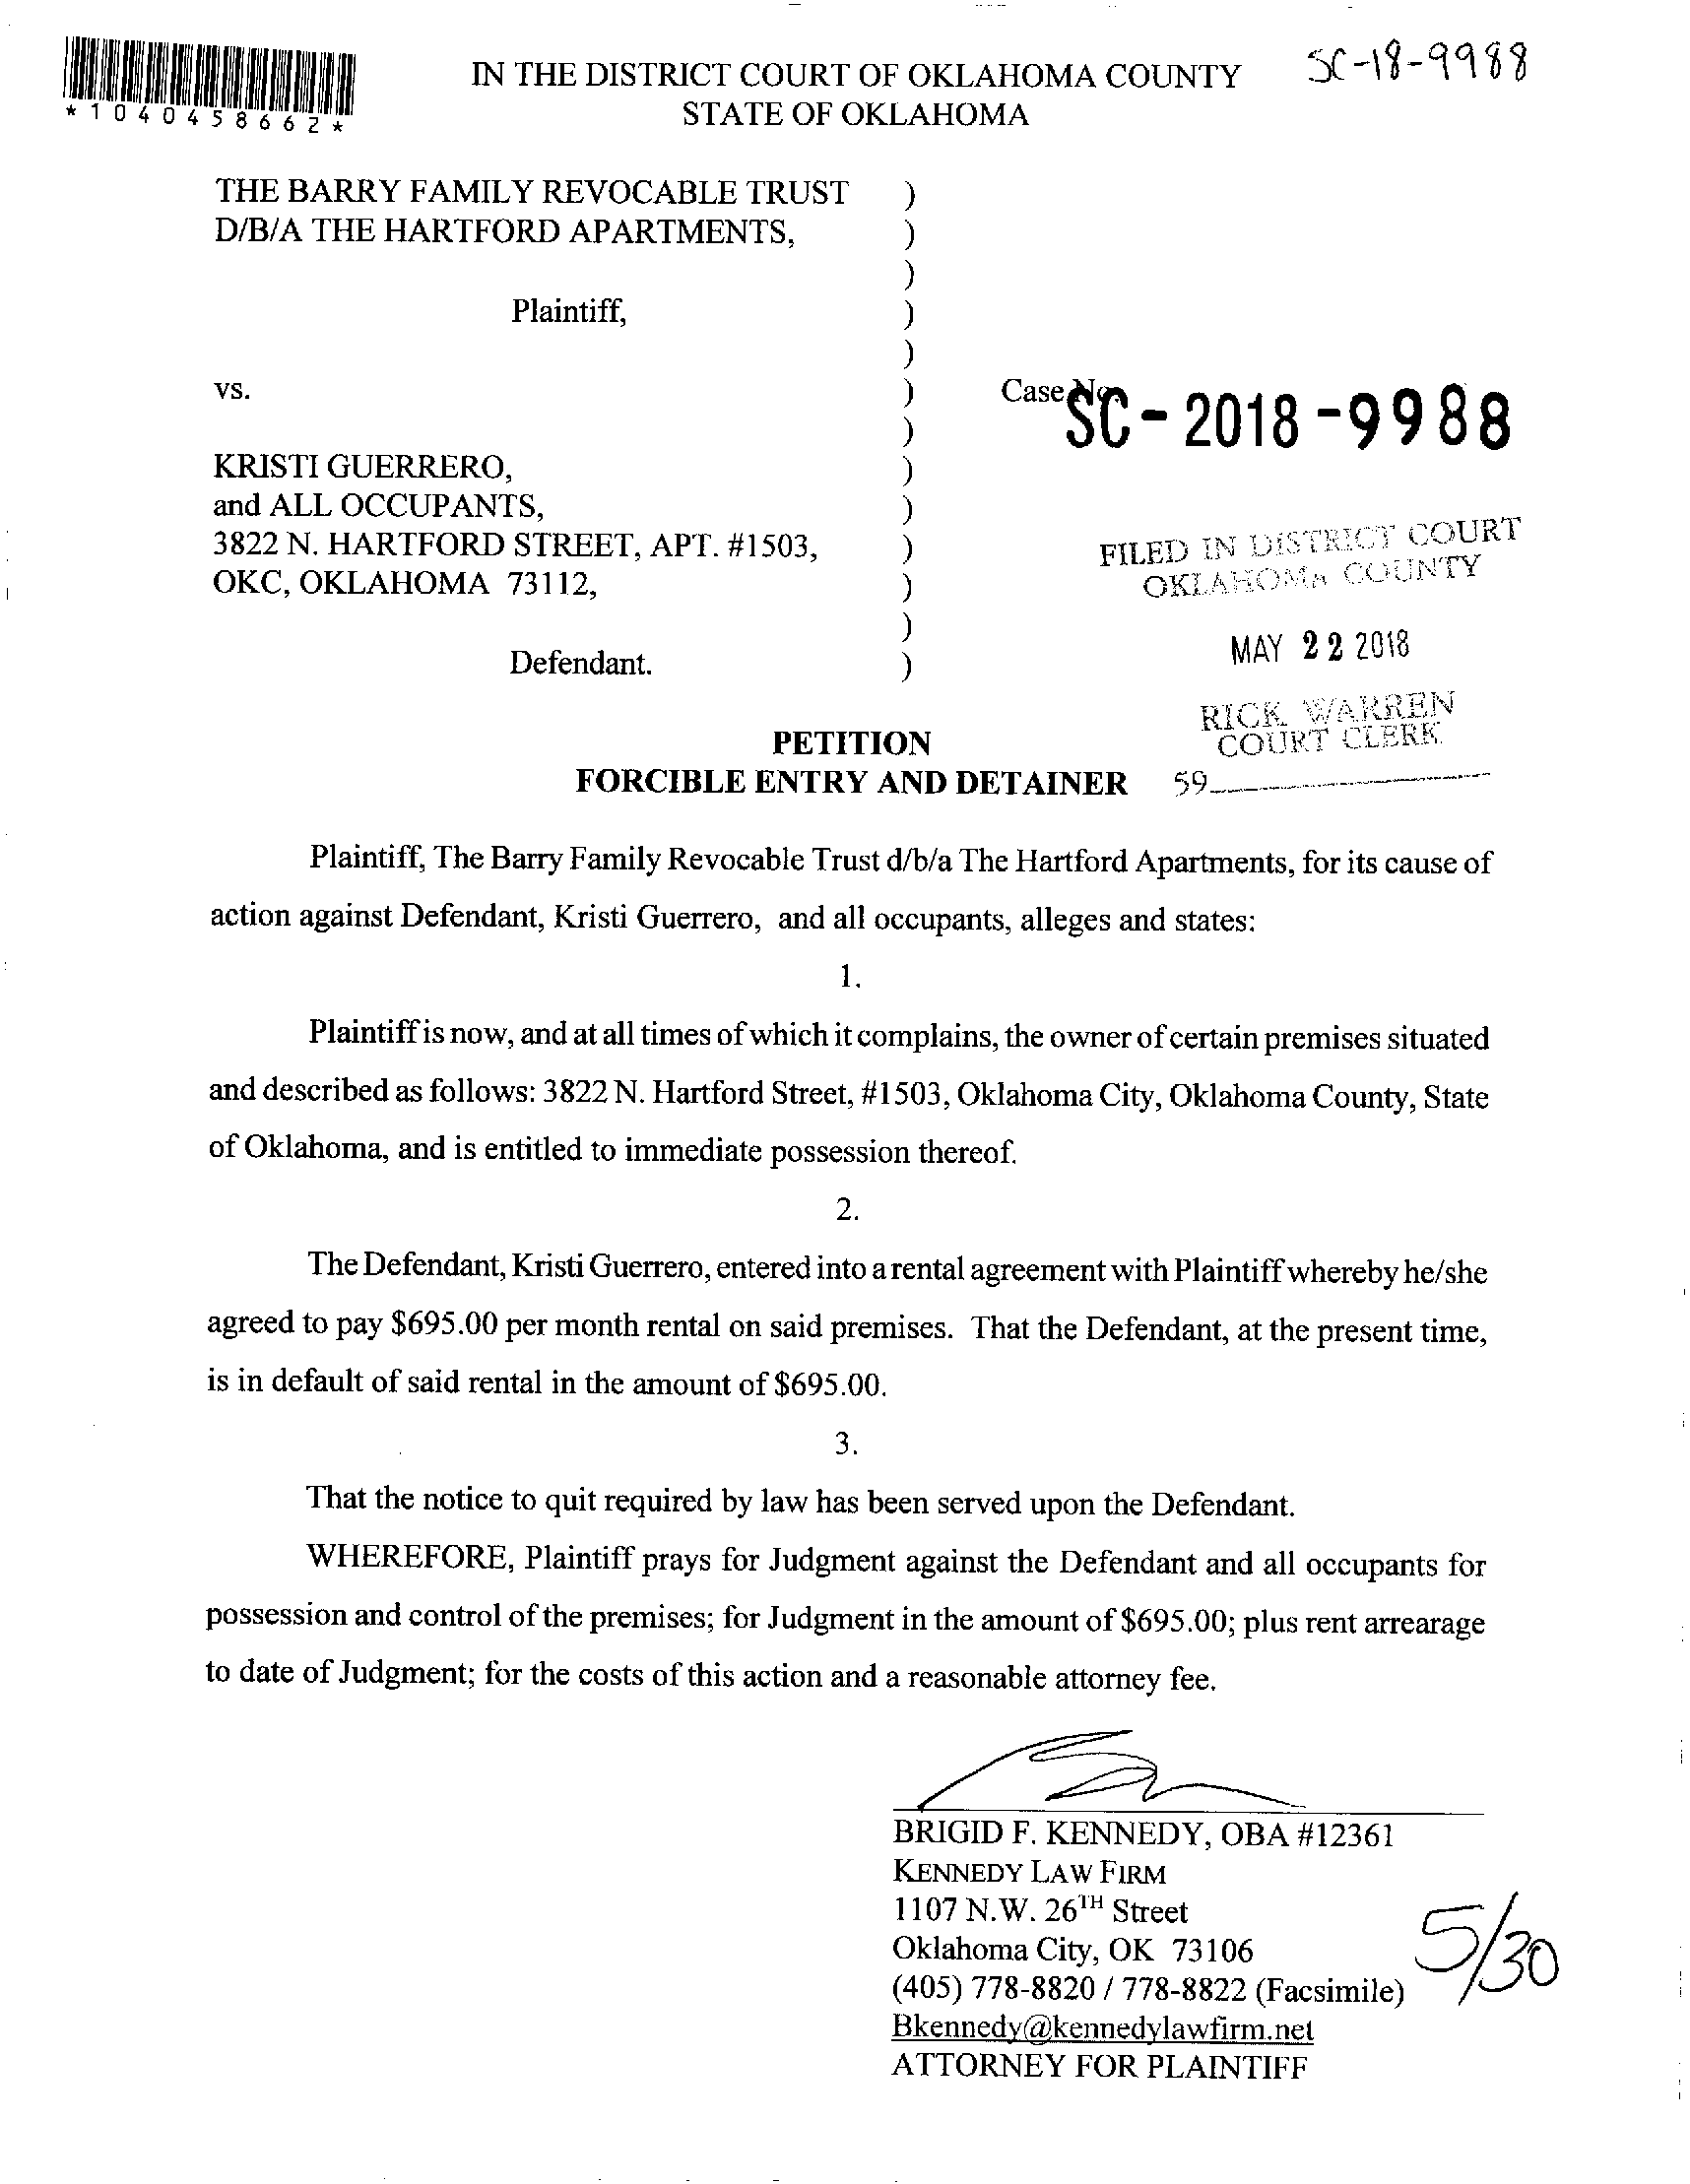 SC-18-9988
*1040458662*
IN THE DISTRICT COURT OF OKLAHOMA COUNTY
STATE OF OKLAHOMA
THE BARRY FAMILY REVOCABLE TRUST )
D/B/A THE HARTFORD APARTMENTS, )
)
Plaintiff, )
)
vs. ) Case No.
SC-2018-9988
)
KRISTI GUERRERO, )
and ALL OCCUPANTS, )
3822 N. HARTFORD STREET, APT. #1503, )
OKC, OKLAHOMA 73112, )
)
Defendant. )
FILED IN DISTRICT COURT
OKLAHOMA COUNTY
MAY 22 2018
RICK WARREN
COURT CLERK
59
PETITION
FORCIBLE ENTRY AND DETAINER
Plaintiff, The Barry Family Revocable Trust d/b/a The Hartford Apartments, for its cause of
action against Defendant, Kristi Guerrero, and all occupants, alleges and states:
1.
Plaintiff is now, and at all times of which it complains, the owner of certain premises situated
and described as follows: 3822 N. Hartford Street, #1503, Oklahoma City, Oklahoma County, State
of Oklahoma, and is entitled to immediate possession thereof.
2.
The Defendant, Kristi Guerrero, entered into a rental agreement with Plaintiff whereby he/she
agreed to pay $695.00 per month rental on said premises. That the Defendant, at the present time,
is in default of said rental in the amount of $695.00.
3.
That the notice to quit required by law has been served upon the Defendant.
WHEREFORE, Plaintiff prays for Judgment against the Defendant and all occupants for
possession and control of the premises; for Judgment in the amount of $695.00; plus rent arrearage
to date of Judgment; for the costs of this action and a reasonable attorney fee.
BRIGID F. KENNEDY, OBA #12361
KENNEDY LAW FIRM
1107 N.W. 26TH Street
Oklahoma City, OK 73106
(405) 778-8820 / 778-8822 (Facsimile)
Bkennedy@kennedylawfirm.net
ATTORNEY FOR PLAINTIFF
5/30